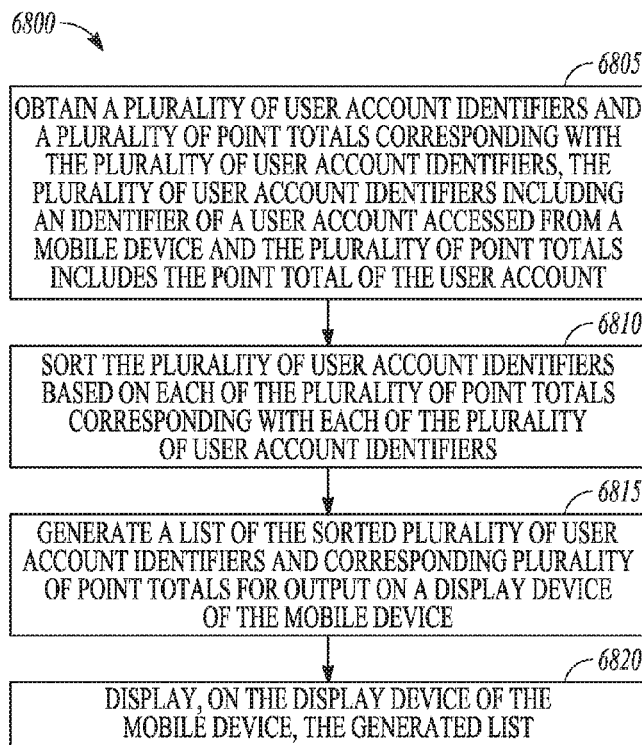 6800
6805
OBTAIN A PLURALITY OF USER ACCOUNT IDENTIFIERS AND
A PLURALITY OF POINT TOTALS CORRESPONDING WITH
THE PLURALITY OF USER ACCOUNT IDENTIFIERS, THE
PLURALITY OF USER ACCOUNT IDENTIFIERS INCLUDING
AN IDENTIFIER OF A USER ACCOUNT ACCESSED FROM A
MOBILE DEVICE AND THE PLURALITY OF POINT TOTALS
INCLUDES THE POINT TOTAL OF THE USER ACCOUNT
6810
SORT THE PLURALITY OF USER ACCOUNT IDENTIFIERS
BASED ON EACH OF THE PLURALITY OF POINT TOTALS
CORRESPONDING WITH EACH OF THE PLURALITY
OF USER ACCOUNT IDENTIFIERS
6815
GENERATE A LIST OF THE SORTED PLURALITY OF USER
ACCOUNT IDENTIFIERS AND CORRESPONDING PLURALITY
OF POINT TOTALS FOR OUTPUT ON A DISPLAY DEVICE
OF THE MOBILE DEVICE
6820
DISPLAY, ON THE DISPLAY DEVICE OF THE
MOBILE DEVICE, THE GENERATED LIST